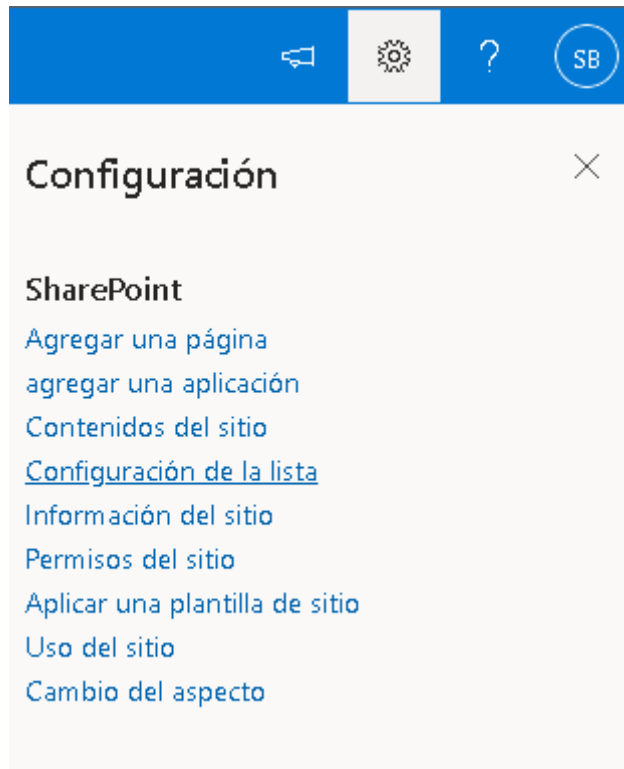 ?
SB
Configuración
SharePoint
Agregar una página
agregar una aplicación
Contenidos del sitio
Configuración de la lista
Información del sitio
Permisos del sitio
Aplicar una plantilla de sitio
Uso del sitio
Cambio del aspecto